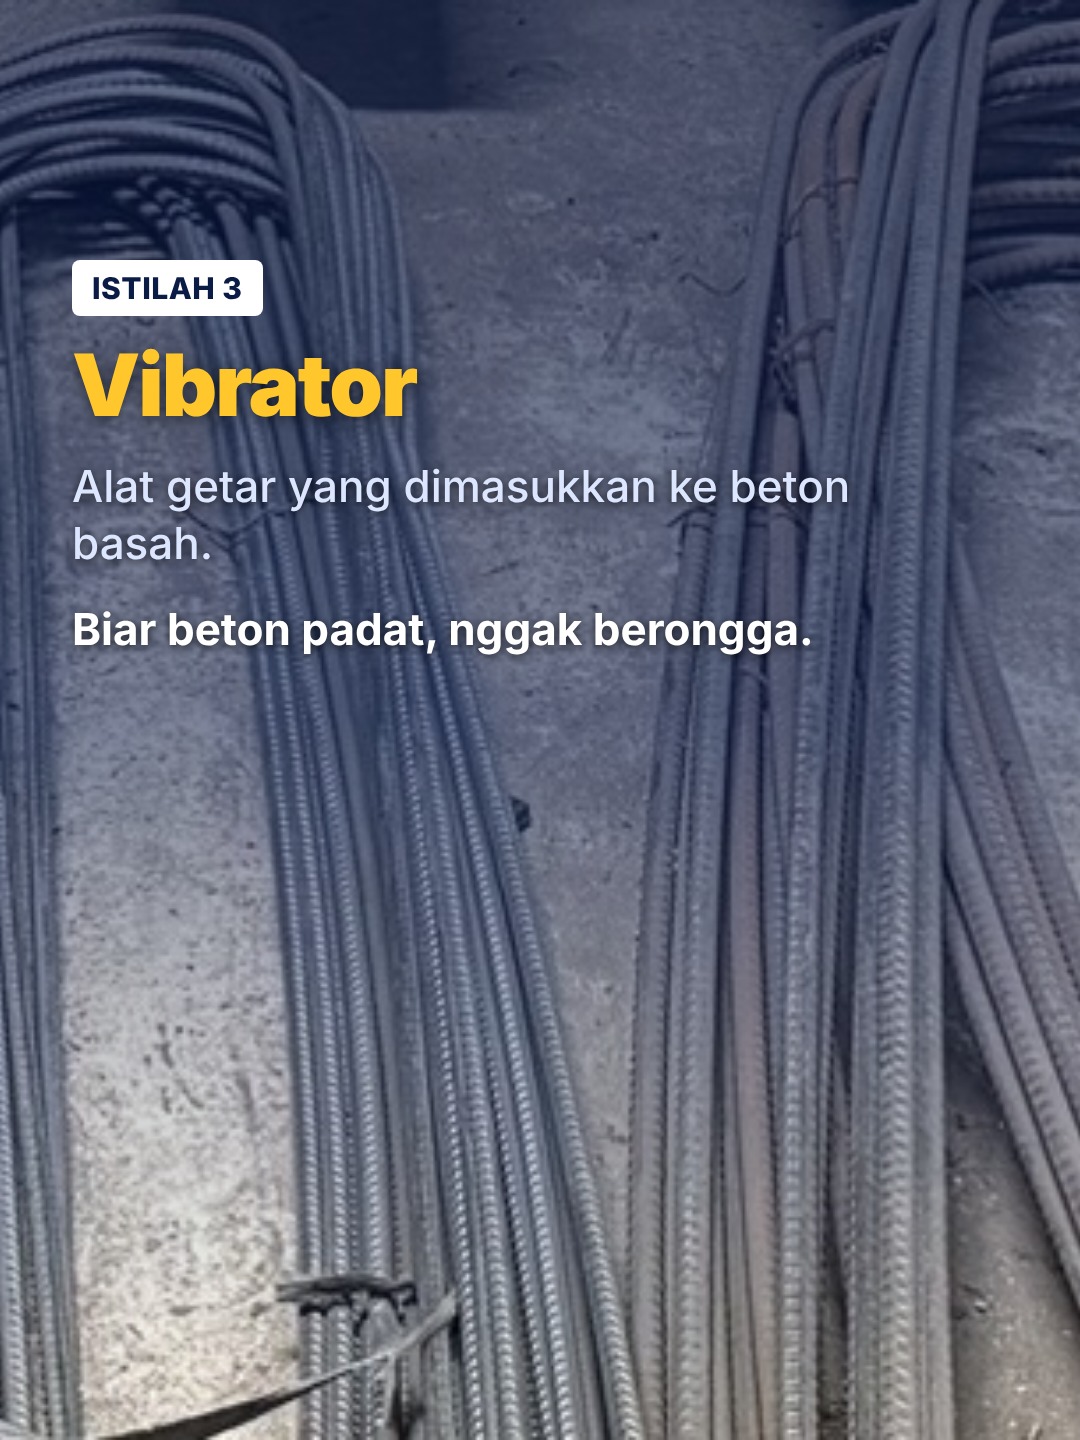 ISTILAH 3
Vibrator
Alat getar yang dimasukkan ke beton
basah.
Biar beton padat, nggak berongga.